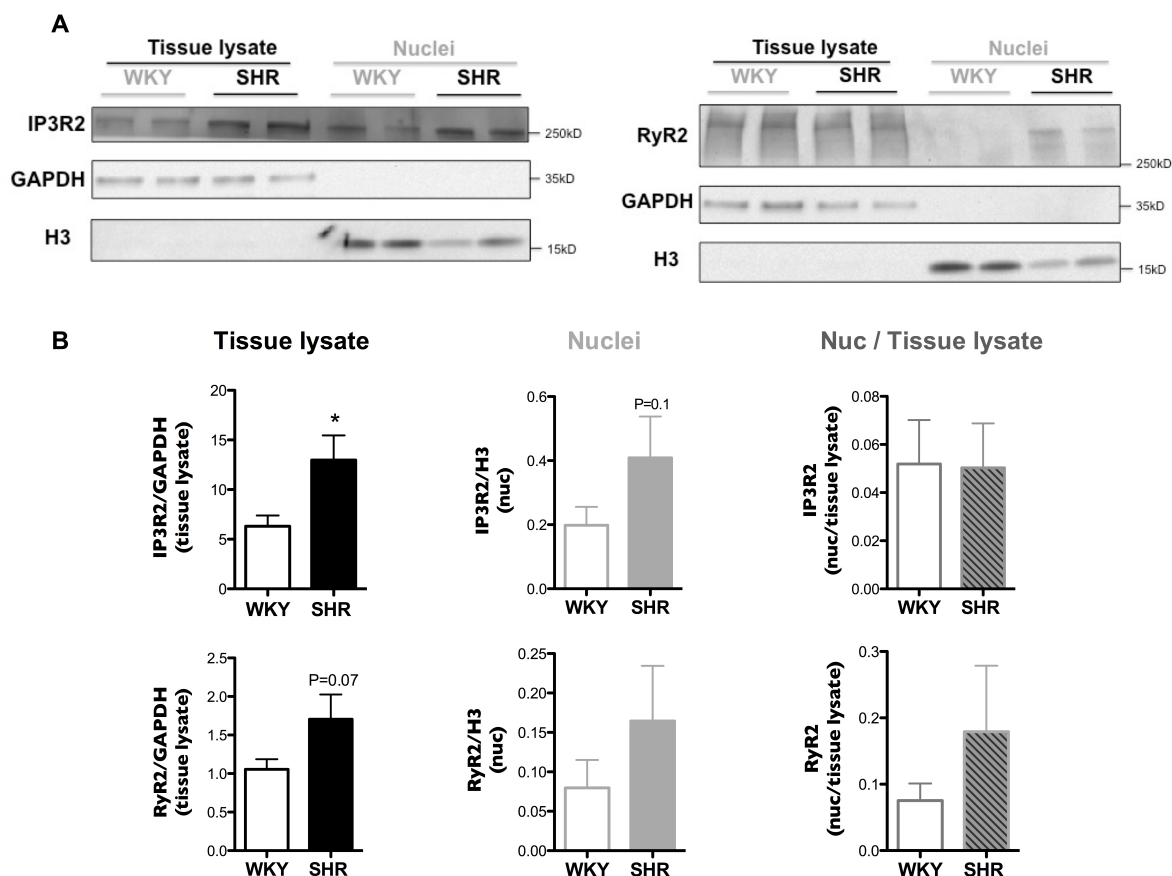 A
Tissue lysate Nuclei
WKY SHR WKY SHR
IP3R2 250kD
GAPDH 35kD
H3 15kD
Tissue lysate Nuclei
WKY SHR WKY SHR
RyR2 250kD
GAPDH 35kD
H3 15kD
B
Tissue lysate Nuclei Nuc / Tissue lysate
IP3R2/GAPDH
(tissue lysate)
20
15
10
5
0
*
WKY SHR
IP3R2/H3
(nuc)
0.6
0.4
0.2
0.0
P=0.1
WKY SHR
IP3R2
(nuc/tissue lysate)
0.08
0.06
0.04
0.02
0.00
WKY SHR
RyR2/GAPDH
(tissue lysate)
2.5
2.0
1.5
1.0
0.5
0.0
P=0.07
WKY SHR
RyR2/H3
(nuc)
0.25
0.20
0.15
0.10
0.05
0.00
WKY SHR
RyR2
(nuc/tissue lysate)
0.3
0.2
0.1
0.0
WKY SHR